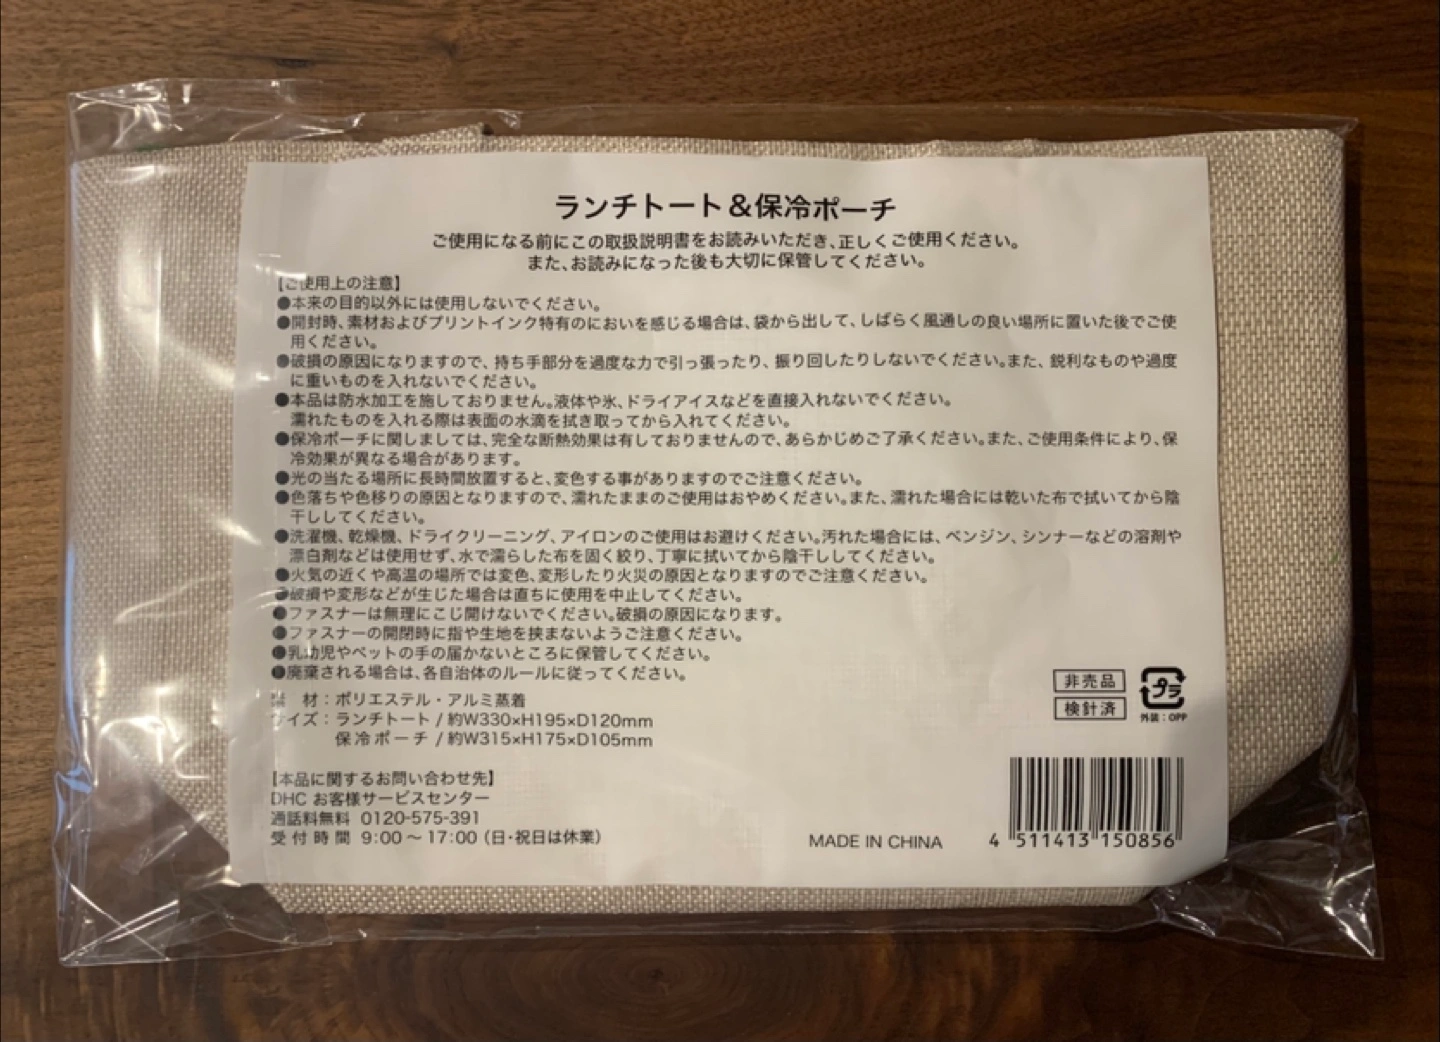 ランチトート&保冷ポーチ
ご使用になる前にこの取扱説明書をお読みいただき、正しくご使用ください。
また、お読みになった後も大切に保管してください。
【ご使用上の注意】
●本来の目的以外には使用しないでください。
●開封時、素材およびプリントインク特有のにおいを感じる場合は、袋から出して、しばらく風通しの良い場所に置いた後でご使
用ください。
●破損の原因になりますので、持ち手部分を過度な力で引っ張ったり、振り回したりしないでください。また、鋭利なものや過度
に重いものを入れないでください。
●本品は防水加工を施しておりません。液体や氷、ドライアイスなどを直接入れないでください。
濡れたものを入れる際は表面の水滴を拭き取ってから入れてください。
●保冷ポーチに関しましては、完全な断熱効果は有しておりませんので、あらかじめご了承ください。また、ご使用条件により、保
冷効果が異なる場合があります。
●光の当たる場所に長時間放置すると、変色する事がありますのでご注意ください。
●色落ちや色移りの原因となりますので、濡れたままのご使用はおやめください。また、濡れた場合には乾いた布で拭いてから陰
干ししてください。
●洗濯機、乾燥機、ドライクリーニング、アイロンのご使用はお避けください。汚れた場合には、ベンジン、シンナーなどの溶剤や
漂白剤などは使用せず、水で濡らした布を固く絞り、丁寧に拭いてから陰干ししてください。
●火気の近くや高温の場所では変色、変形したり火災の原因となりますのでご注意ください。
●破損や変形などが生じた場合は直ちに使用を中止してください。
●ファスナーは無理にこじ開けないでください。破損の原因になります。
●ファスナーの開閉時に指や生地を挟まないようご注意ください。
●乳幼児やペットの手の届かないところに保管してください。
●廃棄される場合は、各自治体のルールに従ってください。
素 材：ポリエステル・アルミ蒸着
サイズ：ランチトート / 約W330×H195×D120mm
保冷ポーチ / 約W315×H175×D105mm
【本品に関するお問い合わせ先】
DHC お客様サービスセンター
通話料無料 0120-575-391
受付時間 9:00～17:00（日・祝日は休業）
非売品
検針済
プラ
外装：OPP
MADE IN CHINA
4 511413 150856